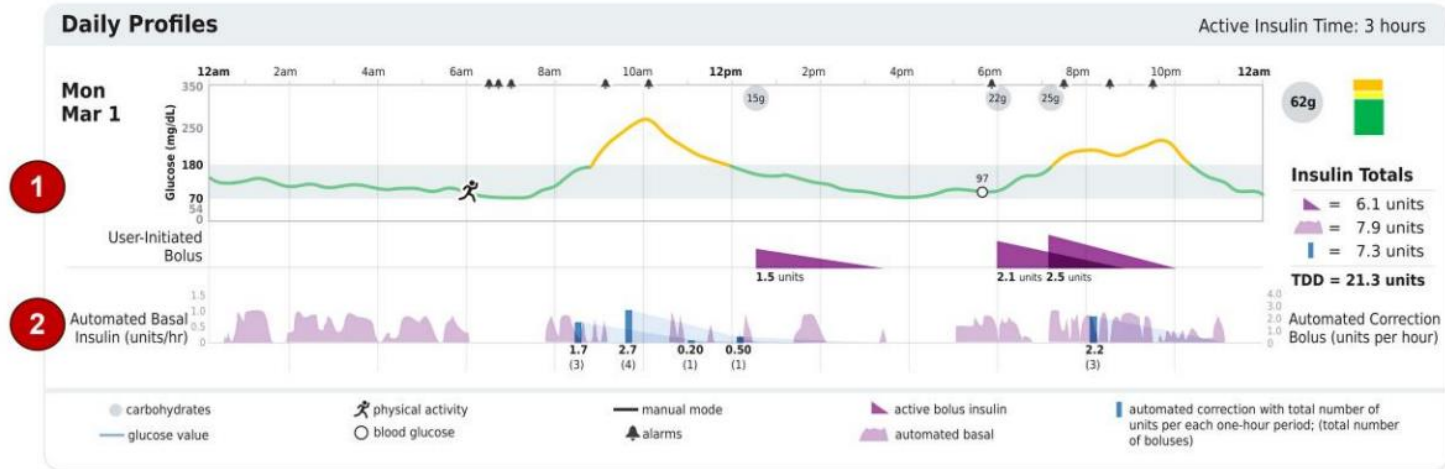 Daily Profiles
Active Insulin Time: 3 hours
12am 2am 4am 6am 8am 10am 12pm 2pm 4pm 6pm 8pm 10pm 12am
Mon
Mar 1
Glucose (mg/dL)
350
250
180
70
54
0
15g
22g
25g
62g
97
1
User-Initiated
Bolus
1.5 units
2.1 units
2.5 units
Insulin Totals
= 6.1 units
= 7.9 units
= 7.3 units
TDD = 21.3 units
2
Automated Basal
Insulin (units/hr)
1.5
1.0
0.5
0
1.7
(3)
2.7
(4)
0.20
(1)
0.50
(1)
2.2
(3)
4.0
3.0
2.0
1.0
0
Automated Correction
Bolus (units per hour)
carbohydrates
glucose value
physical activity
blood glucose
manual mode
alarms
active bolus insulin
automated basal
automated correction with total number of
units per each one-hour period; (total number
of boluses)